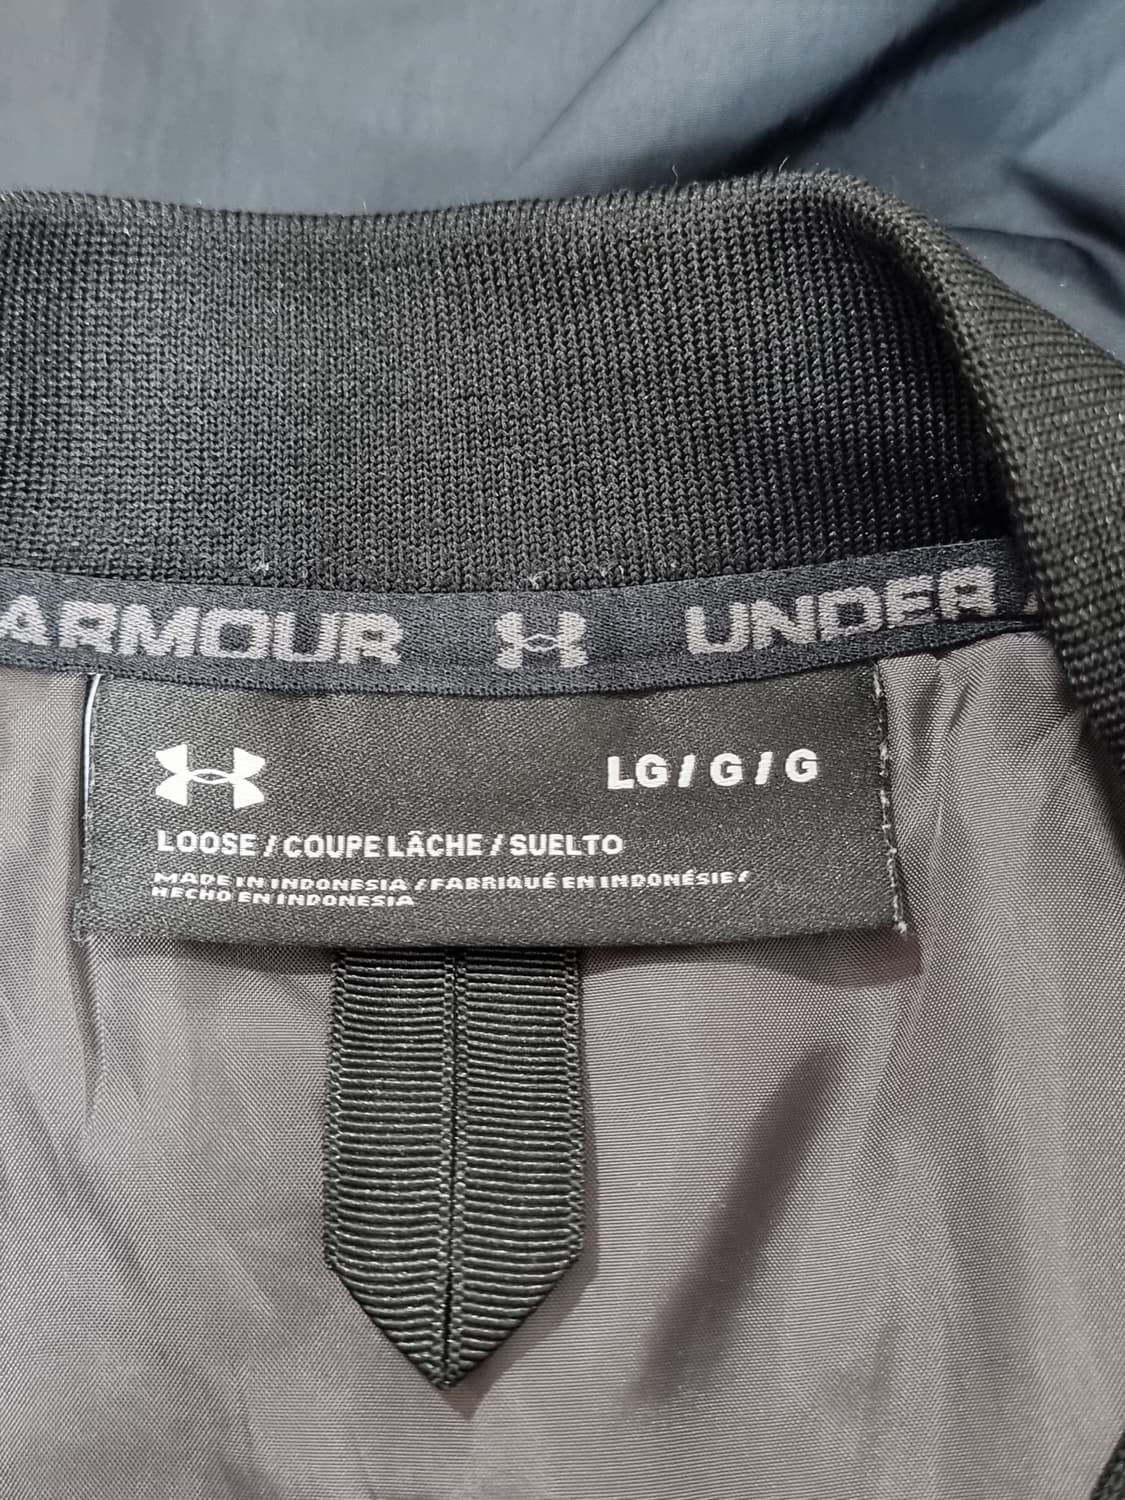 ARMOUR UNDER
LG / G / G
LOOSE / COUPE LÂCHE / SUELTO
MADE IN INDONESIA / FABRIQUÉ EN INDONÉSIE /
HECHO EN INDONESIA